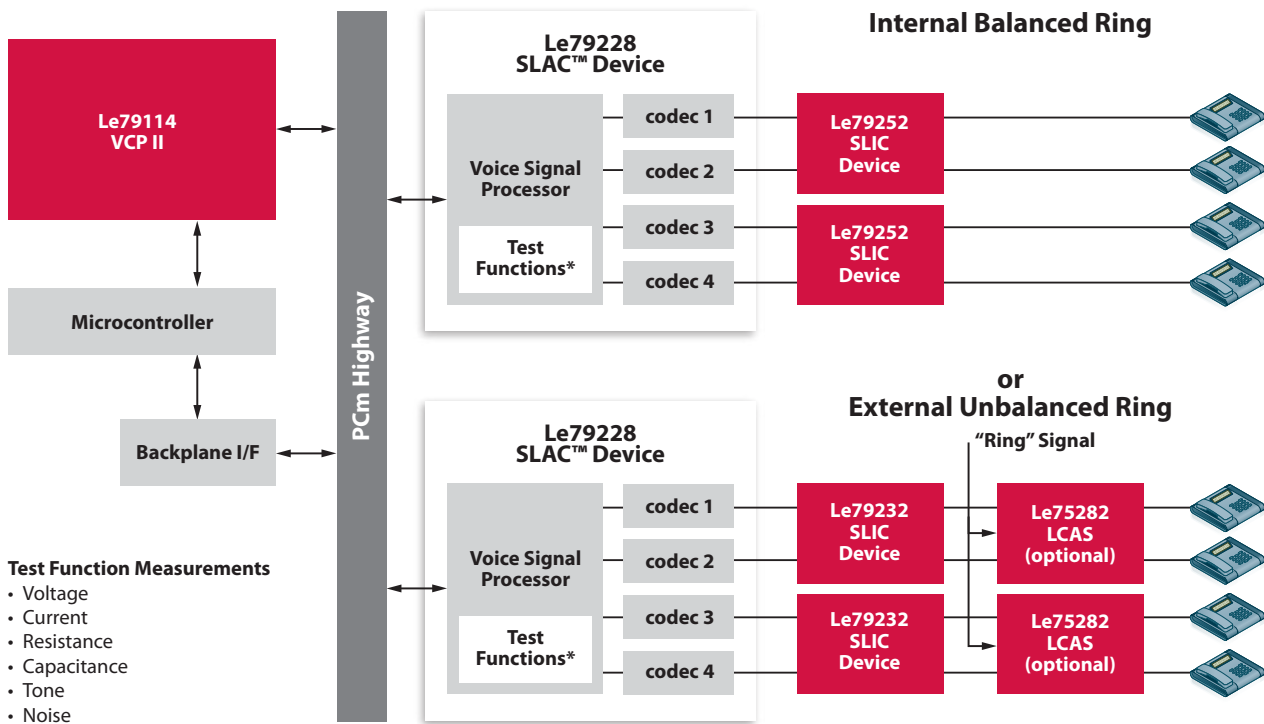 Internal Balanced Ring
Le79114
VCP II
Microcontroller
Backplane I/F
PCm Highway
Le79228
SLAC™ Device
Voice Signal
Processor
Test
Functions*
codec 1
codec 2
codec 3
codec 4
Le79252
SLIC
Device
Le79252
SLIC
Device
or
External Unbalanced Ring
“Ring” Signal
Le79228
SLAC™ Device
Voice Signal
Processor
Test
Functions*
codec 1
codec 2
codec 3
codec 4
Le79232
SLIC
Device
Le79232
SLIC
Device
Le75282
LCAS
(optional)
Le75282
LCAS
(optional)
Test Function Measurements
• Voltage
• Current
• Resistance
• Capacitance
• Tone
• Noise